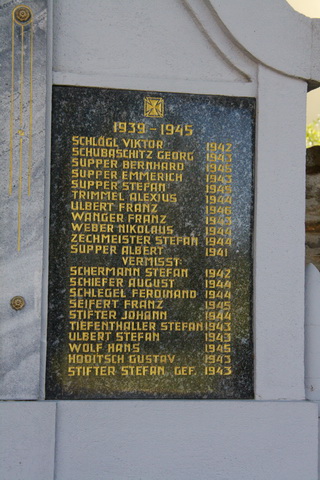 1939-1945
SCHLÖGL VIKTOR 1942
SCHUBASCHITZ GEORG 1943
SUPPER BERNHARD 1945
SUPPER EMMERICH 1943
SUPPER STEFAN 1945
TRIMMEL ALEXIUS 1944
ULBERT FRANZ 1946
WANGER FRANZ 1943
WEBER NIKOLAUS 1944
ZECHMEISTER STEFAN 1944
SUPPER ALBERT 1941
VERMISST:
SCHERMANN STEFAN 1942
SCHIEFER AUGUST 1944
SCHLEGEL FERDINAND 1944
SEIFERT FRANZ 1945
STIFTER JOHANN 1944
TIEFENTHALLER STEFAN 1943
ULBERT STEFAN 1943
WOLF HANS 1945
HODITSCH GUSTAV 1943
STIFTER STEFAN GEF. 1943